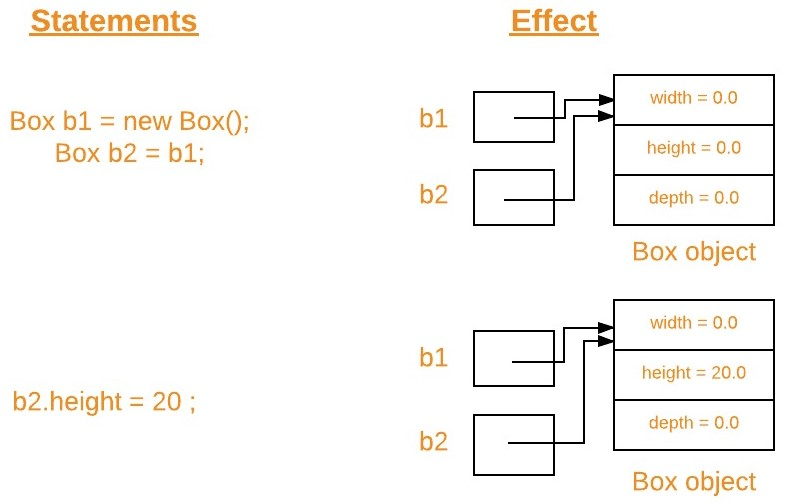 Statements
Effect
Box b1 = new Box();
Box b2 = b1;
b1
b2
width = 0.0
height = 0.0
depth = 0.0
Box object
b2.height = 20 ;
b1
b2
width = 0.0
height = 20.0
depth = 0.0
Box object